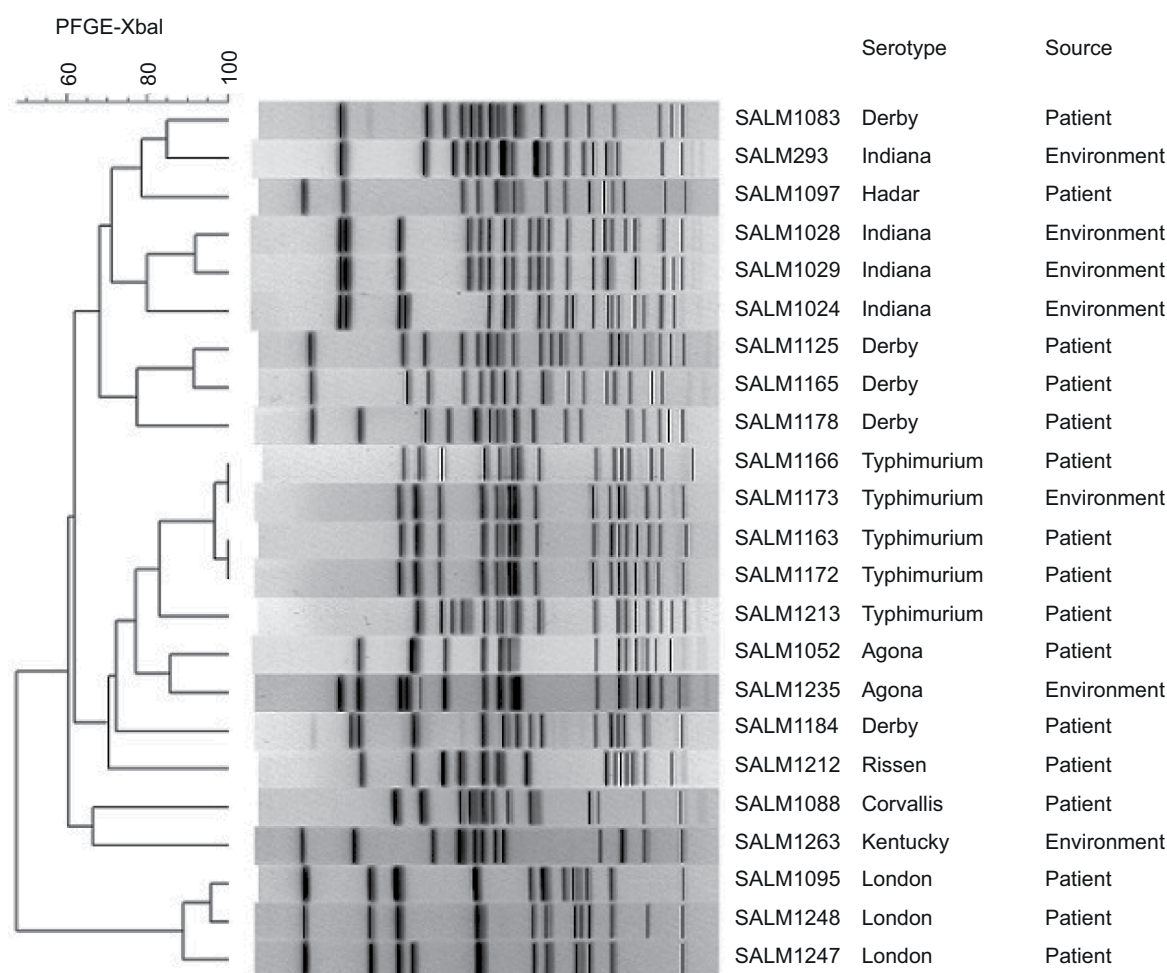 PFGE-XbaI
60 80 100
Serotype Source
SALM1083 Derby Patient
SALM293 Indiana Environment
SALM1097 Hadar Patient
SALM1028 Indiana Environment
SALM1029 Indiana Environment
SALM1024 Indiana Environment
SALM1125 Derby Patient
SALM1165 Derby Patient
SALM1178 Derby Patient
SALM1166 Typhimurium Patient
SALM1173 Typhimurium Environment
SALM1163 Typhimurium Patient
SALM1172 Typhimurium Patient
SALM1213 Typhimurium Patient
SALM1052 Agona Patient
SALM1235 Agona Environment
SALM1184 Derby Patient
SALM1212 Rissen Patient
SALM1088 Corvallis Patient
SALM1263 Kentucky Environment
SALM1095 London Patient
SALM1248 London Patient
SALM1247 London Patient